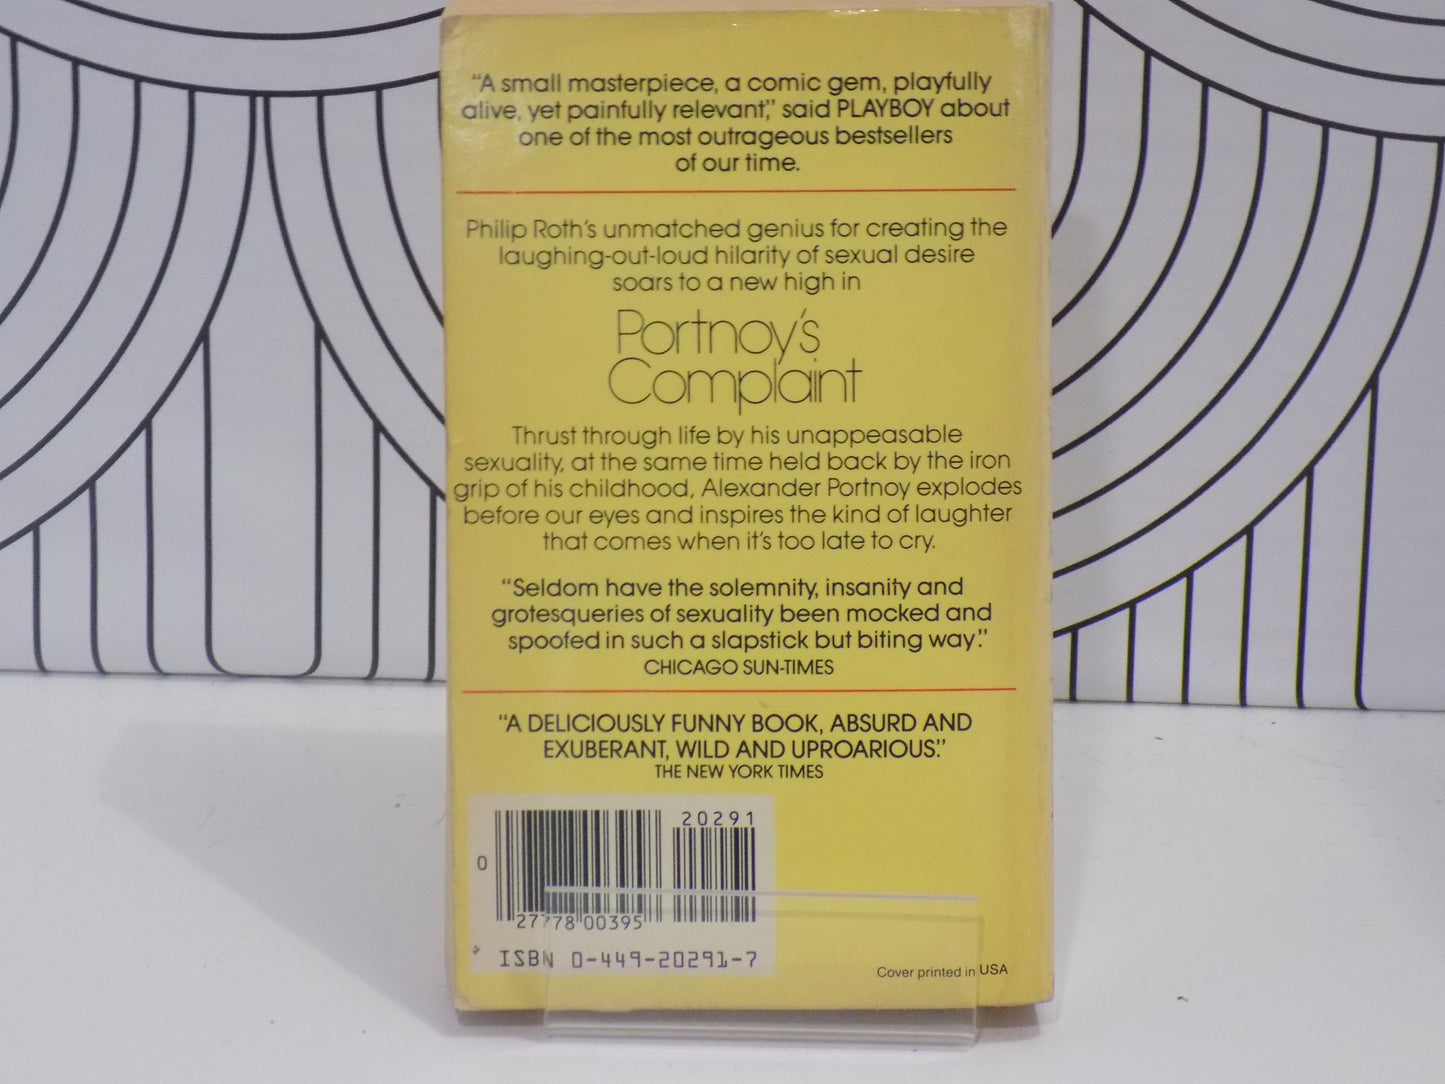 “A small masterpiece, a comic gem, playfully
alive, yet painfully relevant,” said PLAYBOY about
one of the most outrageous bestsellers
of our time.
Philip Roth's unmatched genius for creating the
laughing-out-loud hilarity of sexual desire
soars to a new high in
Portnoy's
Complaint
Thrust through life by his unappeasable
sexuality, at the same time held back by the iron
grip of his childhood, Alexander Portnoy explodes
before our eyes and inspires the kind of laughter
that comes when it's too late to cry.
“Seldom have the solemnity, insanity and
grotesqueries of sexuality been mocked and
spoofed in such a slapstick but biting way.”
CHICAGO SUN-TIMES
“A DELICIOUSLY FUNNY BOOK, ABSURD AND
EXUBERANT, WILD AND UPROARIOUS.”
THE NEW YORK TIMES
20291
0
27778 00395
ISBN 0-449-20291-7
Cover printed in USA